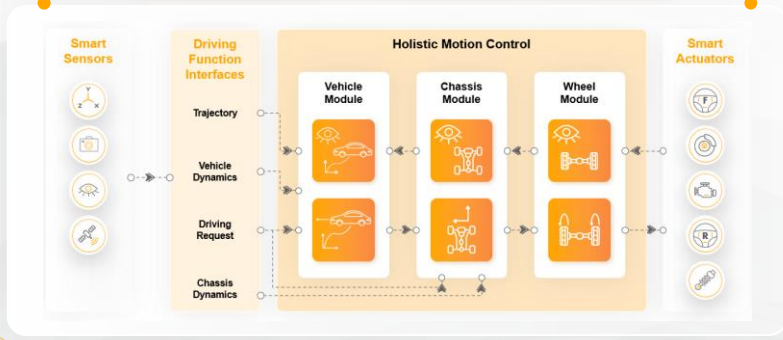 Smart
Sensors
Y
Z
X
Driving
Function
Interfaces
Trajectory
Vehicle
Dynamics
Driving
Request
Chassis
Dynamics
Holistic Motion Control
Vehicle
Module
Chassis
Module
Wheel
Module
Smart
Actuators
F
R